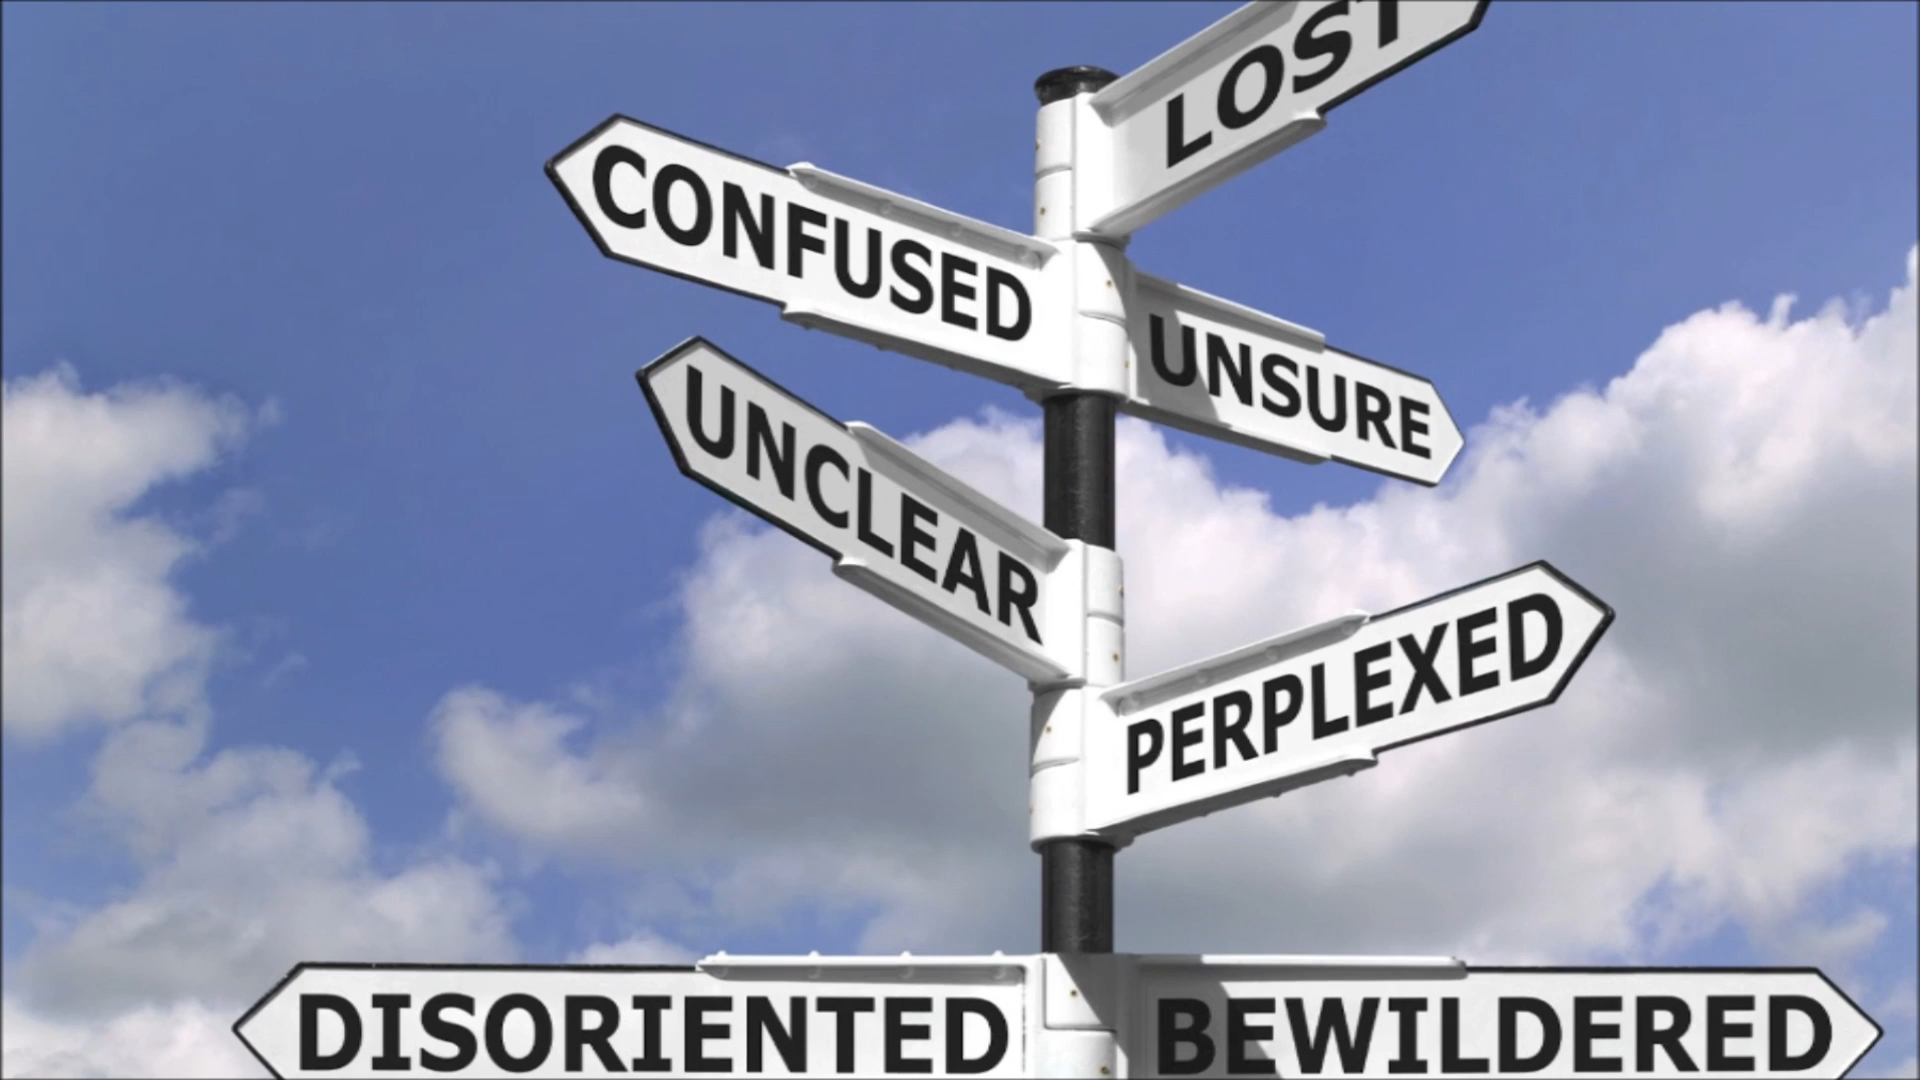 LOST
CONFUSED
UNSURE
UNCLEAR
PERPLEXED
DISORIENTED
BEWILDERED